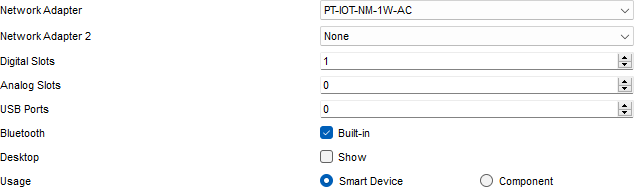 Network Adapter PT-IOT-NM-1W-AC
Network Adapter 2 None
Digital Slots 1
Analog Slots 0
USB Ports 0
Bluetooth Built-in
Desktop Show
Usage Smart Device Component